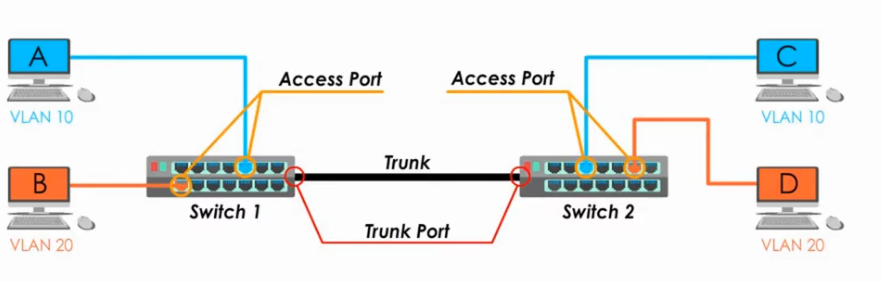 A
Access Port
Access Port
C
VLAN 10
VLAN 10
B
Trunk
D
Switch 1
Switch 2
Trunk Port
VLAN 20
VLAN 20